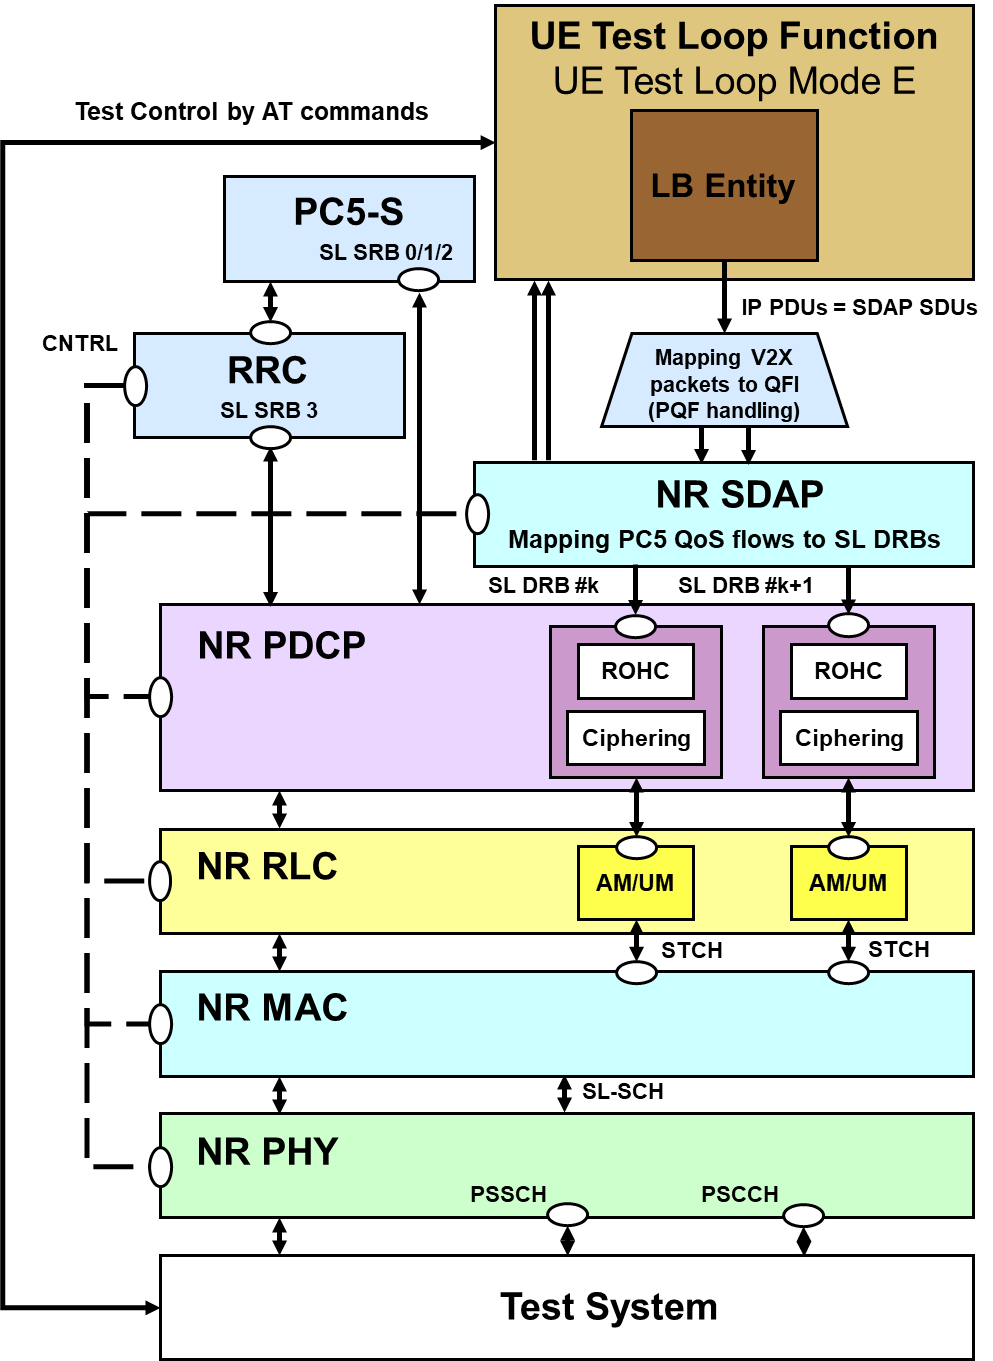 UE Test Loop Function
UE Test Loop Mode E
Test Control by AT commands
LB Entity
PC5-S
SL SRB 0/1/2
IP PDUs = SDAP SDUs
CNTRL
RRC
SL SRB 3
Mapping V2X
packets to QFI
(PQF handling)
NR SDAP
Mapping PC5 QoS flows to SL DRBs
SL DRB #k
SL DRB #k+1
NR PDCP
ROHC
ROHC
Ciphering
Ciphering
NR RLC
AM/UM
AM/UM
STCH
STCH
NR MAC
SL-SCH
NR PHY
PSSCH
PSCCH
Test System